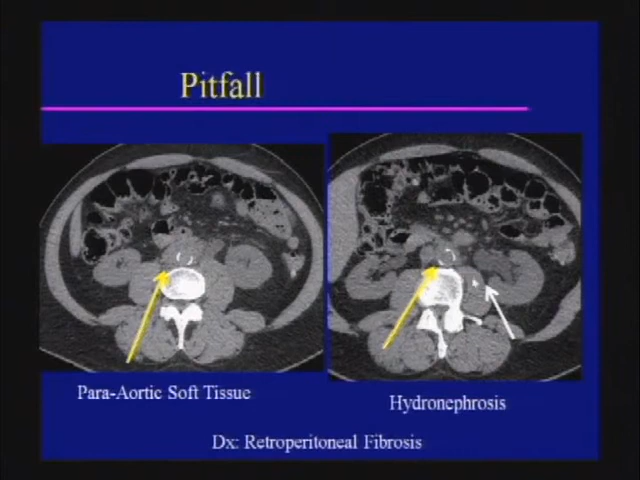 Pitfall
Para-Aortic Soft Tissue
Hydronephrosis
Dx: Retroperitoneal Fibrosis